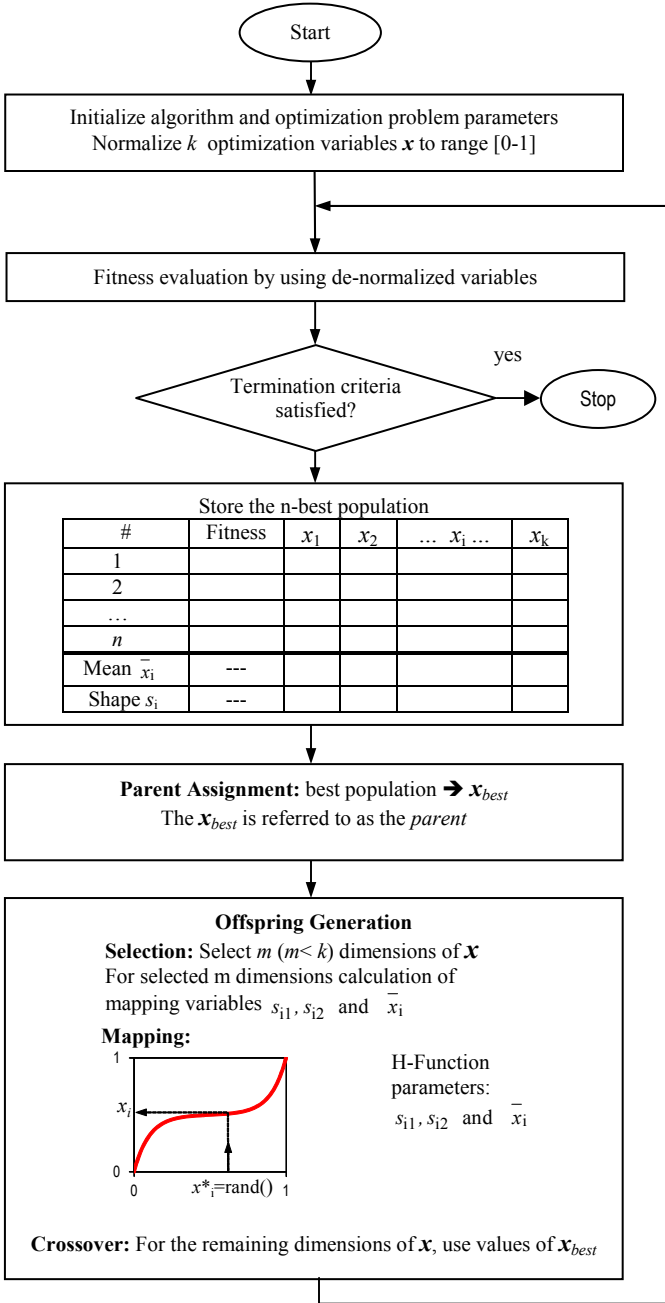 Start
Initialize algorithm and optimization problem parameters
Normalize k optimization variables x to range [0-1]
Fitness evaluation by using de-normalized variables
Termination criteria
satisfied?
yes
Stop
Store the n-best population
# Fitness x1 x2 ... xi ... xk
1
2
...
n
Mean x̄i ---
Shape si ---
Parent Assignment: best population ➔ xbest
The xbest is referred to as the parent
Offspring Generation
Selection: Select m (m< k) dimensions of x
For selected m dimensions calculation of
mapping variables si1, si2 and x̄i
Mapping:
1
xi
0
0 x*i=rand() 1
H-Function
parameters:
si1, si2 and x̄i
Crossover: For the remaining dimensions of x, use values of xbest